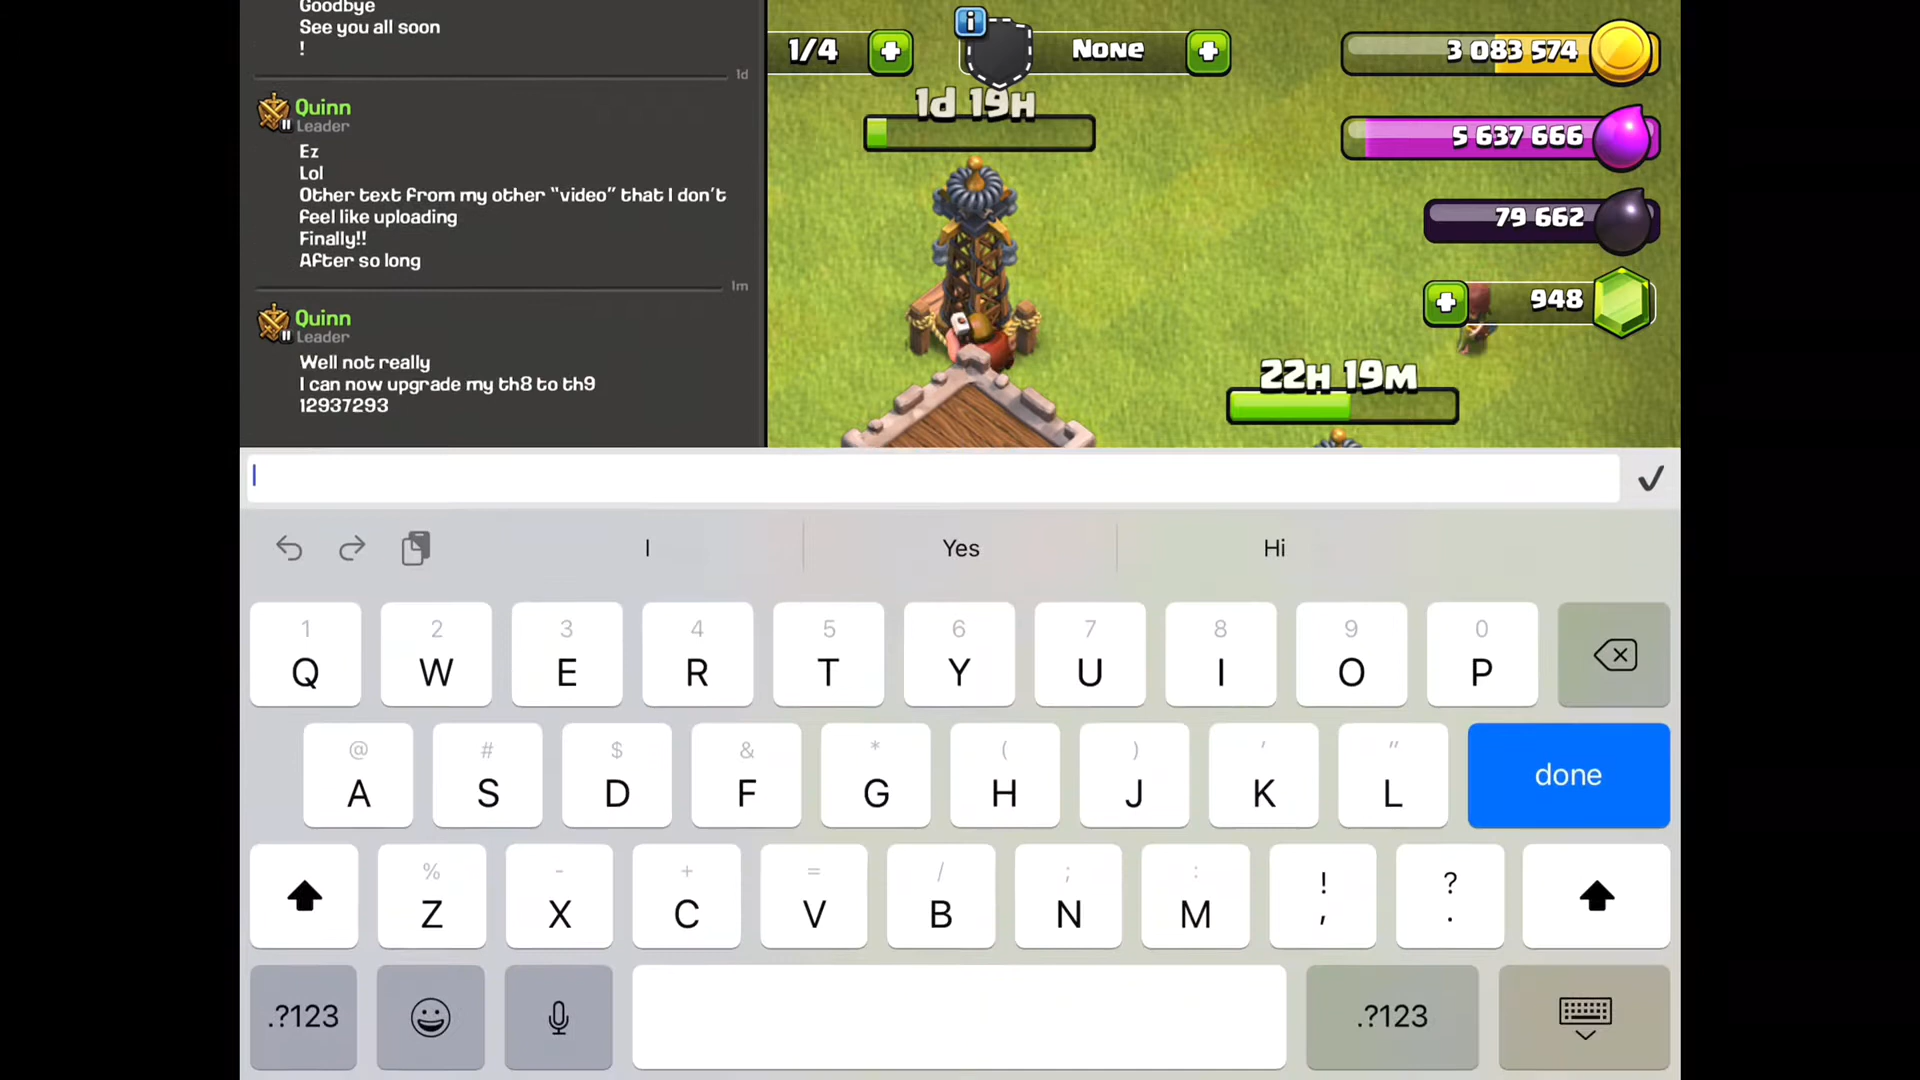 Goodbye
See you all soon
!
1d
Quinn
Leader
Ez
Lol
Other text from my other “video” that I don't
feel like uploading
Finally!!
After so long
1m
Quinn
Leader
Well not really
I can now upgrade my th8 to th9
12937293
1/4
i
None
3 083 574
1d 19H
5 637 666
79 662
948
22H 19M
I
Yes
Hi
1 2 3 4 5 6 7 8 9 0
Q W E R T Y U I O P
@ # $ & * ( ) ' "
A S D F G H J K L
done
% - + = / ; : ! ?
Z X C V B N M , .
.?123
.?123